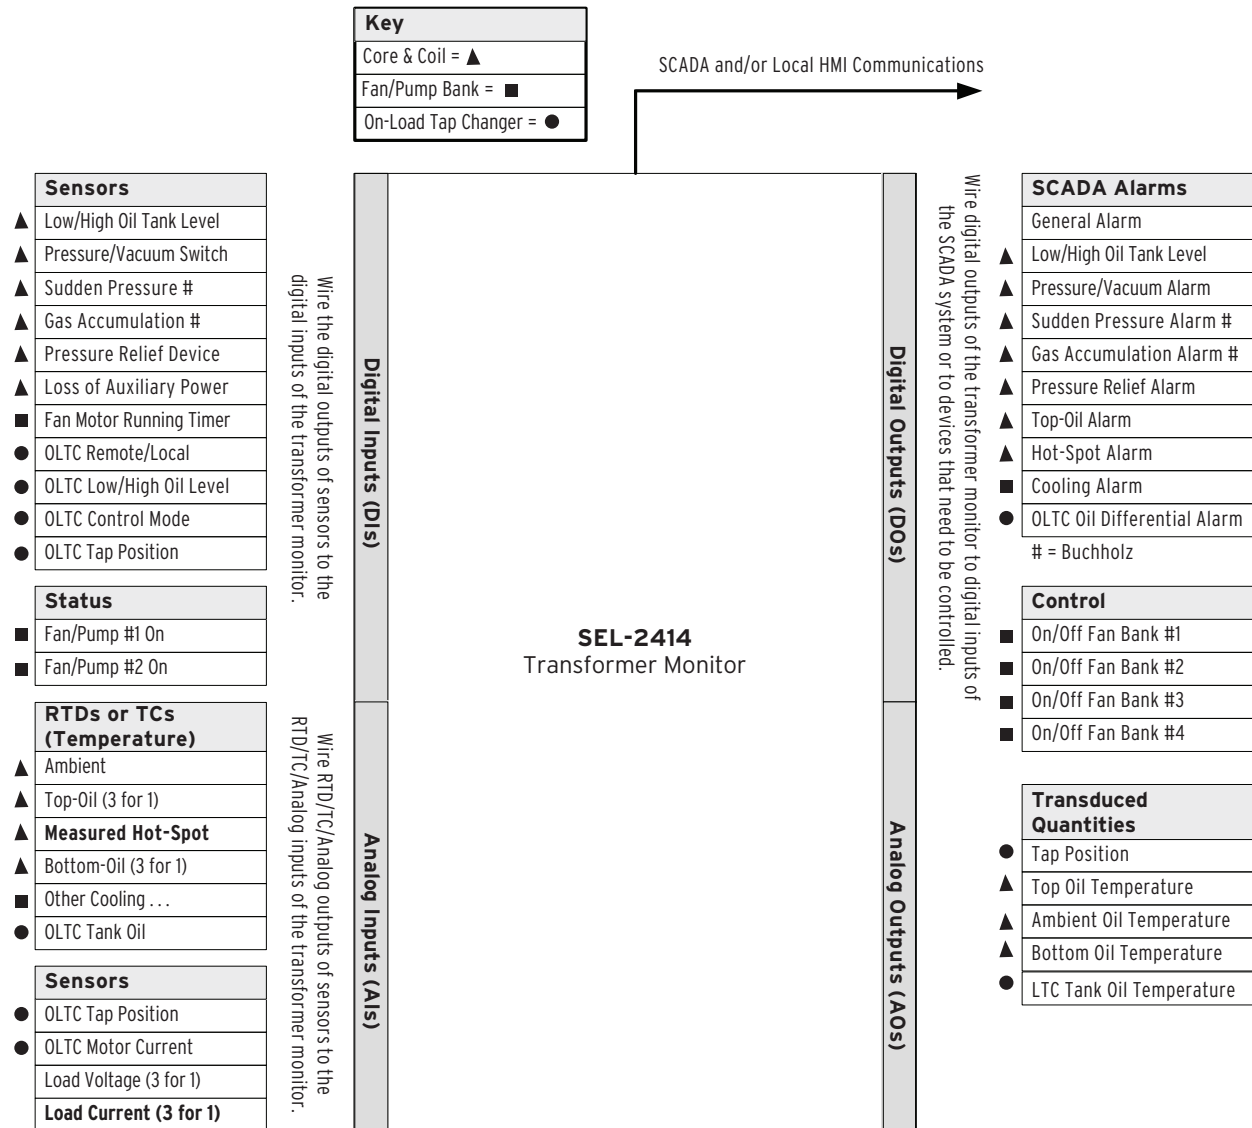 Key
Core & Coil = ▲
Fan/Pump Bank = ■
On-Load Tap Changer = ●
SCADA and/or Local HMI Communications
Sensors
▲ Low/High Oil Tank Level
▲ Pressure/Vacuum Switch
▲ Sudden Pressure #
▲ Gas Accumulation #
▲ Pressure Relief Device
▲ Loss of Auxiliary Power
■ Fan Motor Running Timer
● OLTC Remote/Local
● OLTC Low/High Oil Level
● OLTC Control Mode
● OLTC Tap Position
Status
■ Fan/Pump #1 On
■ Fan/Pump #2 On
RTDs or TCs
(Temperature)
▲ Ambient
▲ Top-Oil (3 for 1)
▲ Measured Hot-Spot
▲ Bottom-Oil (3 for 1)
■ Other Cooling . . .
● OLTC Tank Oil
Sensors
● OLTC Tap Position
● OLTC Motor Current
Load Voltage (3 for 1)
Load Current (3 for 1)
Wire the digital outputs of sensors to the
digital inputs of the transformer monitor.
Wire RTD/TC/Analog outputs of sensors to the
RTD/TC/Analog inputs of the transformer monitor.
Digital Inputs (DIs)
Analog Inputs (AIs)
SEL-2414
Transformer Monitor
Digital Outputs (DOs)
Analog Outputs (AOs)
Wire digital outputs of the transformer monitor to digital inputs of
the SCADA system or to devices that need to be controlled.
SCADA Alarms
General Alarm
▲ Low/High Oil Tank Level
▲ Pressure/Vacuum Alarm
▲ Sudden Pressure Alarm #
▲ Gas Accumulation Alarm #
▲ Pressure Relief Alarm
▲ Top-Oil Alarm
▲ Hot-Spot Alarm
■ Cooling Alarm
● OLTC Oil Differential Alarm
# = Buchholz
Control
■ On/Off Fan Bank #1
■ On/Off Fan Bank #2
■ On/Off Fan Bank #3
■ On/Off Fan Bank #4
Transduced
Quantities
● Tap Position
▲ Top Oil Temperature
▲ Ambient Oil Temperature
▲ Bottom Oil Temperature
● LTC Tank Oil Temperature